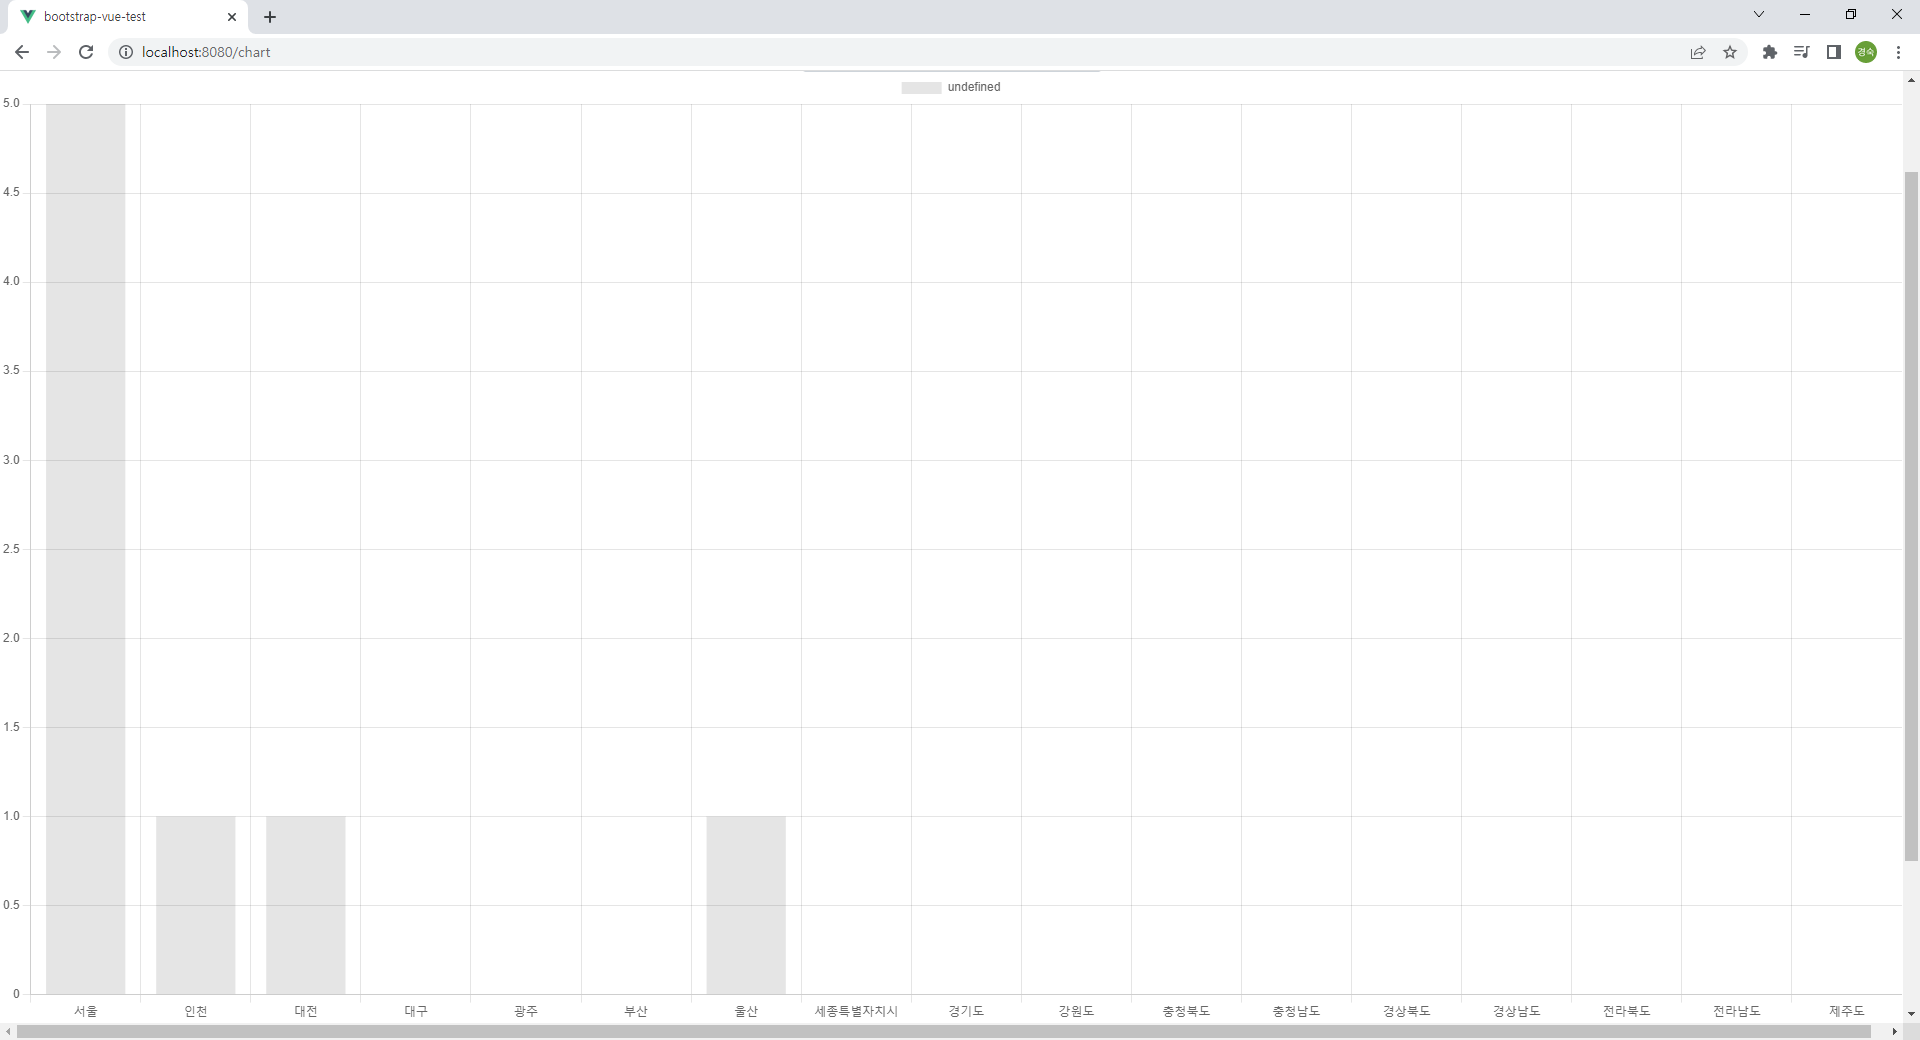 bootstrap-vue-test
localhost:8080/chart
경숙
undefined
5.0
4.5
4.0
3.5
3.0
2.5
2.0
1.5
1.0
0.5
0
서울 인천 대전 대구 광주 부산 울산 세종특별자치시 경기도 강원도 충청북도 충청남도 경상북도 경상남도 전라북도 전라남도 제주도